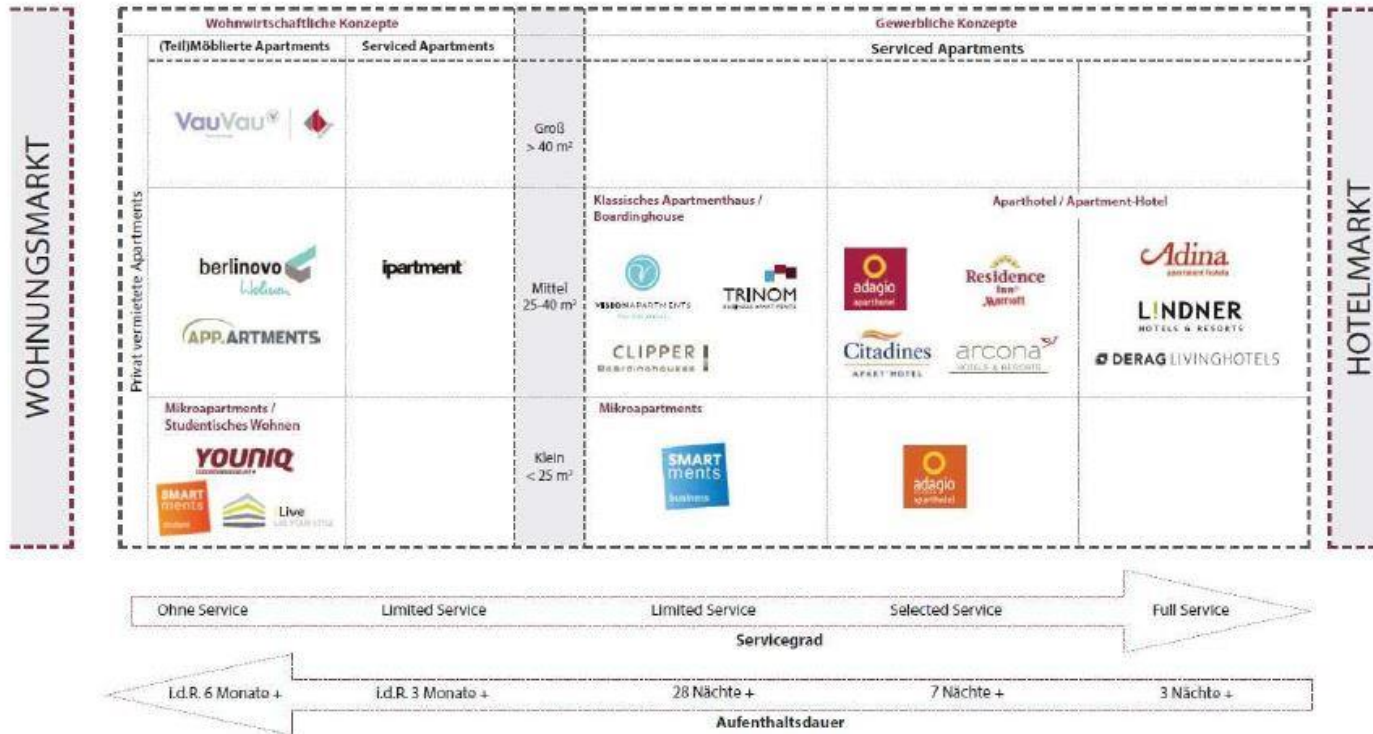 WOHNUNGSMARKT
HOTELMARKT
Wohnwirtschaftliche Konzepte
Gewerbliche Konzepte
(Teil)Möblierte Apartments
Serviced Apartments
Serviced Apartments
Privat vermietete Apartments
VauVau
Groß
> 40 m²
Klassisches Apartmenthaus /
Boardinghouse
Aparthotel / Apartment-Hotel
berlinovo
Wohnen
APP.ARTMENTS
ipartment
Mittel
25-40 m²
VISIONAPARTMENTS
TRINOM
BUSINESS APARTMENTS
CLIPPER
Boardinghouses
adagio
aparthotel
Residence
Inn
Marriott
Citadines
APART'HOTEL
arcona
HOTELS & RESORTS
Adina
apartment hotels
L!NDNER
HOTELS & RESORTS
DERAG LIVINGHOTELS
Mikroapartments /
Studentisches Wohnen
YOUNIQ
SMART
ments
student
Live
Klein
< 25 m²
Mikroapartments
SMART
ments
business
adagio
aparthotel
Ohne Service
Limited Service
Limited Service
Selected Service
Full Service
Servicegrad
i.d.R. 6 Monate +
i.d.R. 3 Monate +
28 Nächte +
7 Nächte +
3 Nächte +
Aufenthaltsdauer